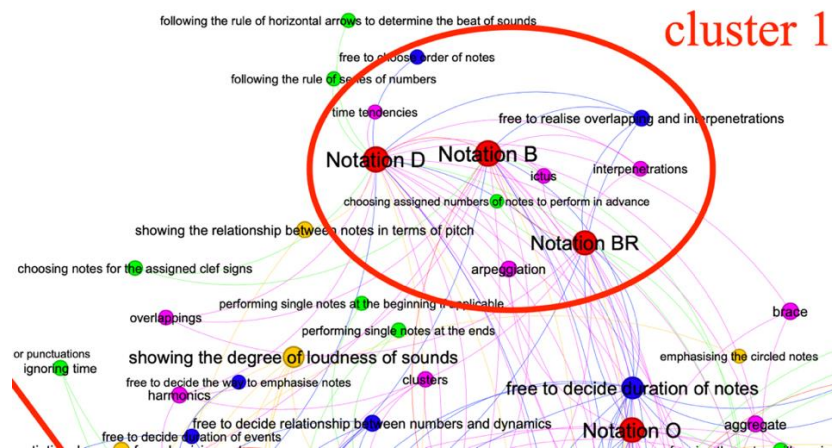 following the rule of horizontal arrows to determine the beat of sounds
cluster 1
free to choose order of notes
following the rule of series of numbers
time tendencies
free to realise overlapping and interpenetrations
Notation D
Notation B
ictus
interpenetrations
choosing assigned numbers of notes to perform in advance
showing the relationship between notes in terms of pitch
Notation BR
choosing notes for the assigned clef signs
arpeggiation
performing single notes at the beginning if applicable
overlappings
brace
performing single notes at the ends
or punctuations
showing the degree of loudness of sounds
emphasising the circled notes
ignoring time
free to decide the way to emphasise notes
clusters
harmonics
free to decide duration of notes
free to decide relationship between numbers and dynamics
Notation O
aggregate
free to decide duration of events